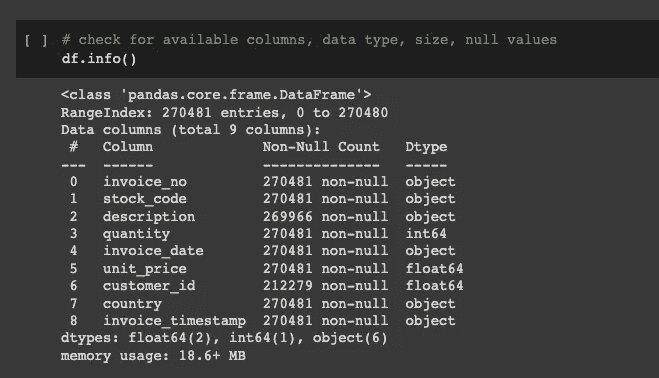 [ ] # check for available columns, data type, size, null values
df.info()
<class 'pandas.core.frame.DataFrame'>
RangeIndex: 270481 entries, 0 to 270480
Data columns (total 9 columns):
 #   Column             Non-Null Count   Dtype
---  ------             --------------   -----
 0   invoice_no         270481 non-null  object
 1   stock_code         270481 non-null  object
 2   description        269966 non-null  object
 3   quantity           270481 non-null  int64
 4   invoice_date       270481 non-null  object
 5   unit_price         270481 non-null  float64
 6   customer_id        212279 non-null  float64
 7   country            270481 non-null  object
 8   invoice_timestamp  270481 non-null  object
dtypes: float64(2), int64(1), object(6)
memory usage: 18.6+ MB